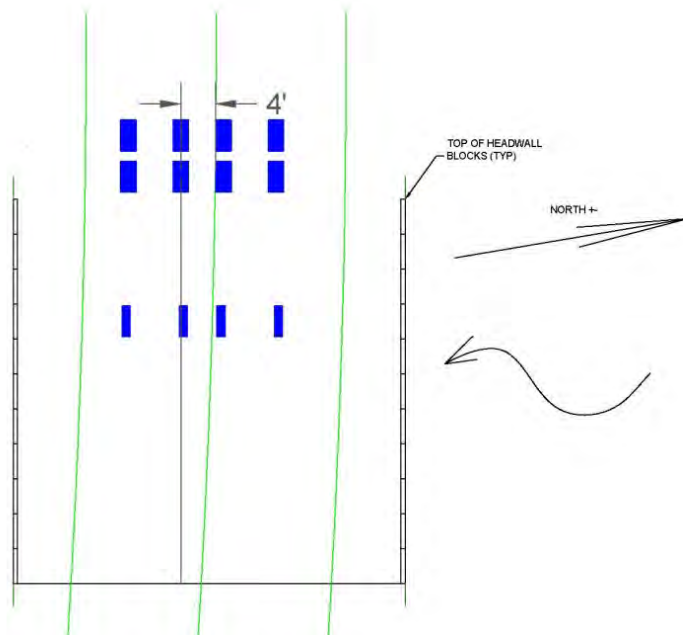 4'
TOP OF HEADWALL
BLOCKS (TYP)
NORTH +-